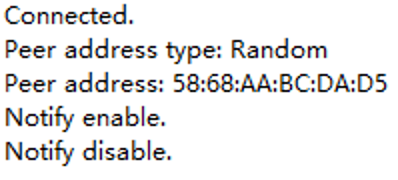 Connected.
Peer address type: Random
Peer address: 58:68:AA:BC:DA:D5
Notify enable.
Notify disable.